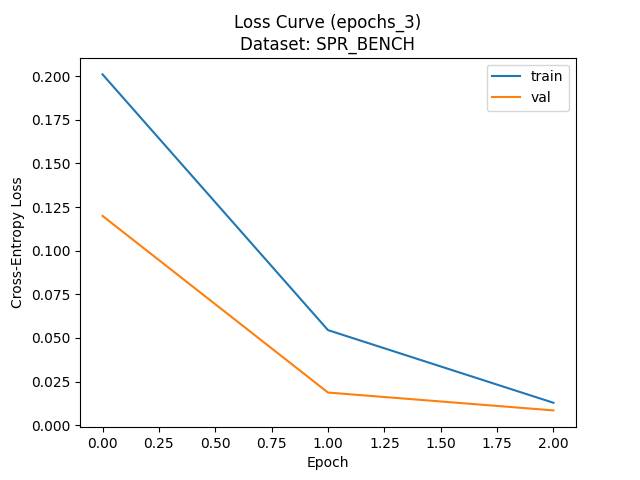 Loss Curve (epochs_3)
Dataset: SPR_BENCH
train
val
Cross-Entropy Loss
0.200
0.175
0.150
0.125
0.100
0.075
0.050
0.025
0.000
0.00 0.25 0.50 0.75 1.00 1.25 1.50 1.75 2.00
Epoch